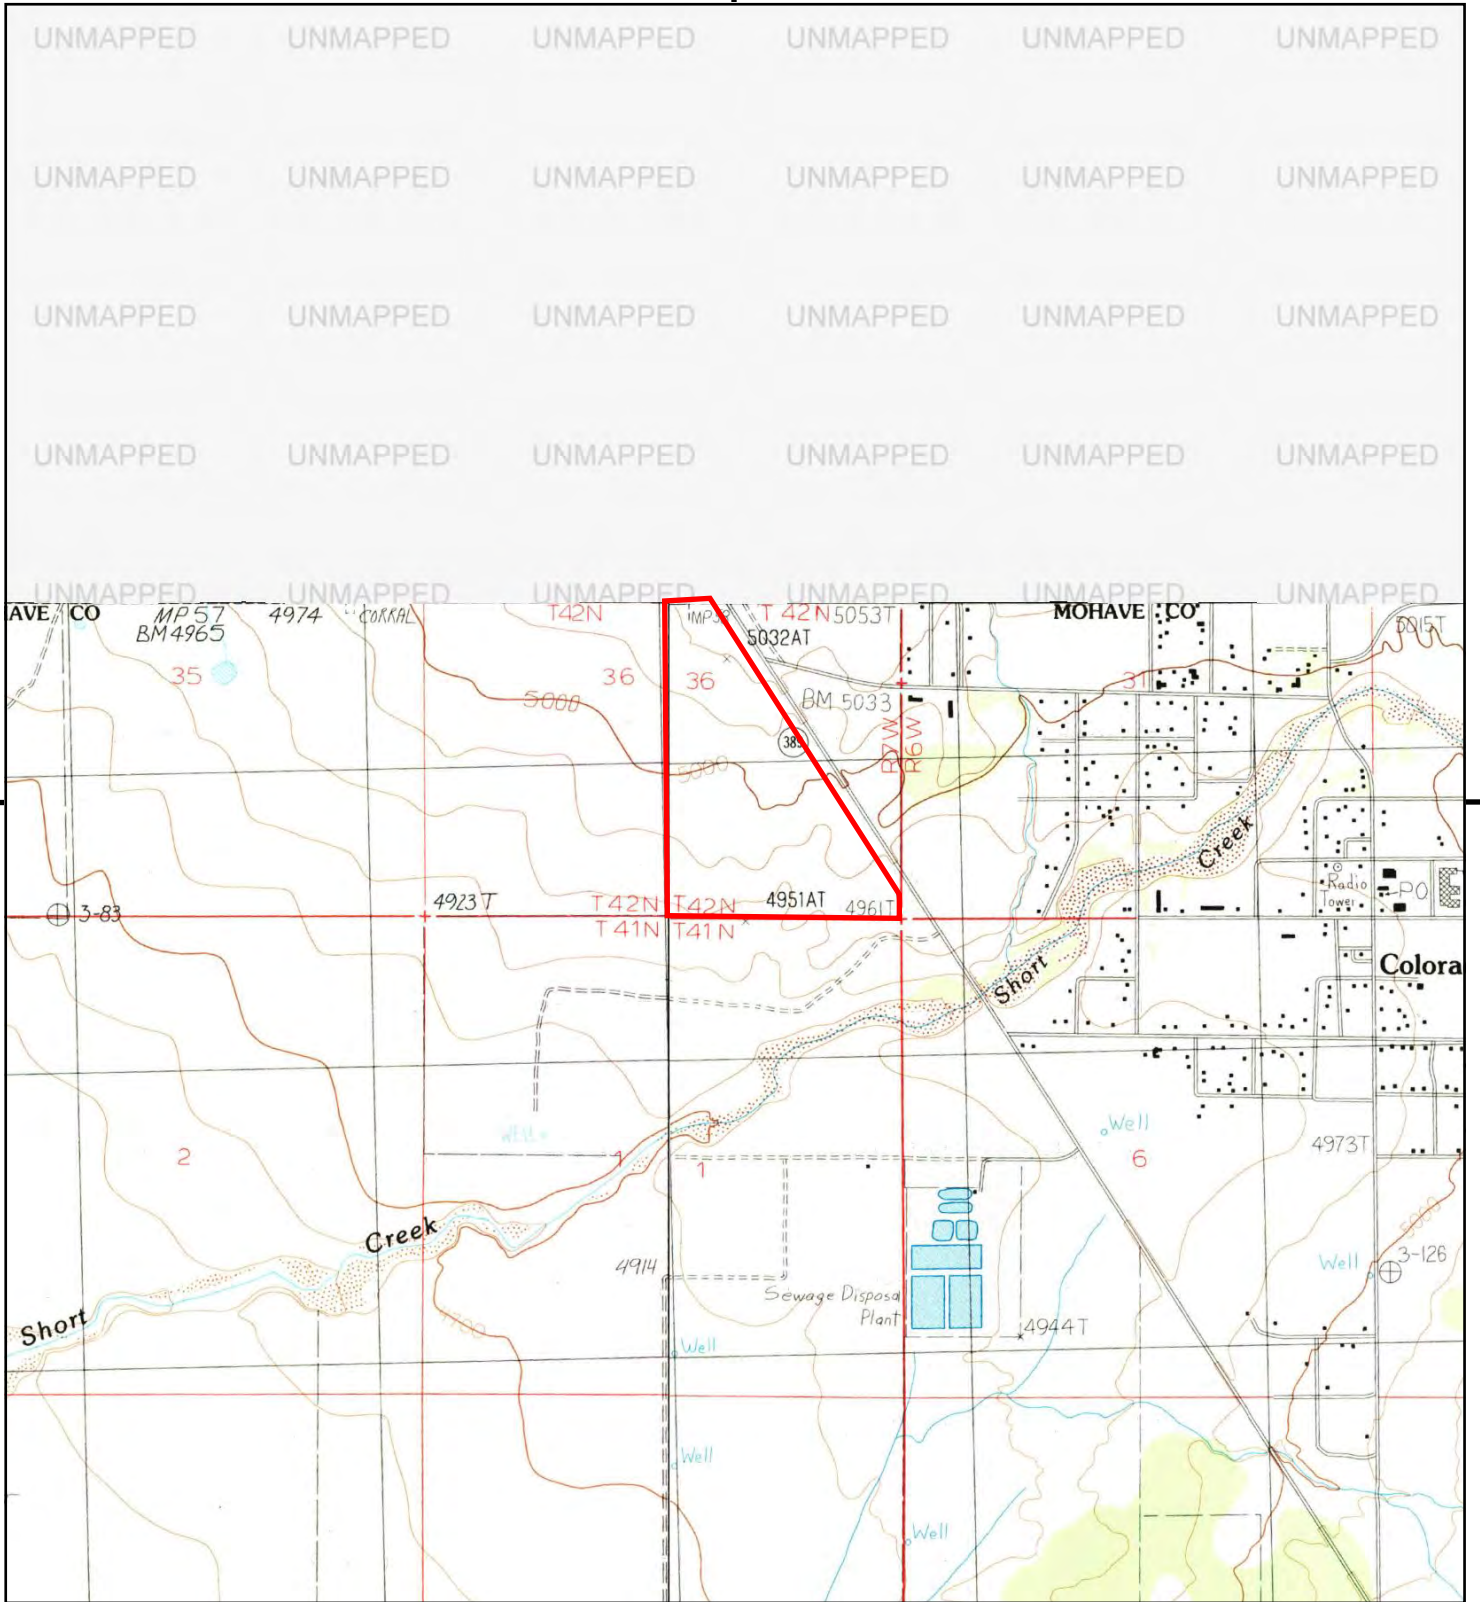 UNMAPPED UNMAPPED UNMAPPED UNMAPPED UNMAPPED UNMAPPED
UNMAPPED UNMAPPED UNMAPPED UNMAPPED UNMAPPED UNMAPPED
UNMAPPED UNMAPPED UNMAPPED UNMAPPED UNMAPPED UNMAPPED
UNMAPPED UNMAPPED UNMAPPED UNMAPPED UNMAPPED UNMAPPED
UNMAPPED UNMAPPED UNMAPPED UNMAPPED UNMAPPED UNMAPPED
AVE CO MP 57 4974 CORRAL T42N T 42 N 5053T MOHAVE CO
BM 4965 5032AT 5015T
35 36 36 31
5000 BM 5033
R7W R6W
389
5000
Creek
Radio
Tower PO
4923 T T42N T42N 4951AT 4961T
3-83 T41N T41N
Short Colora
Well
WELL 4973T
2 1 1 6
Creek
4914 Well 3-126
5000
Sewage Disposal
Plant
Short 4944T
Well
Well
Well